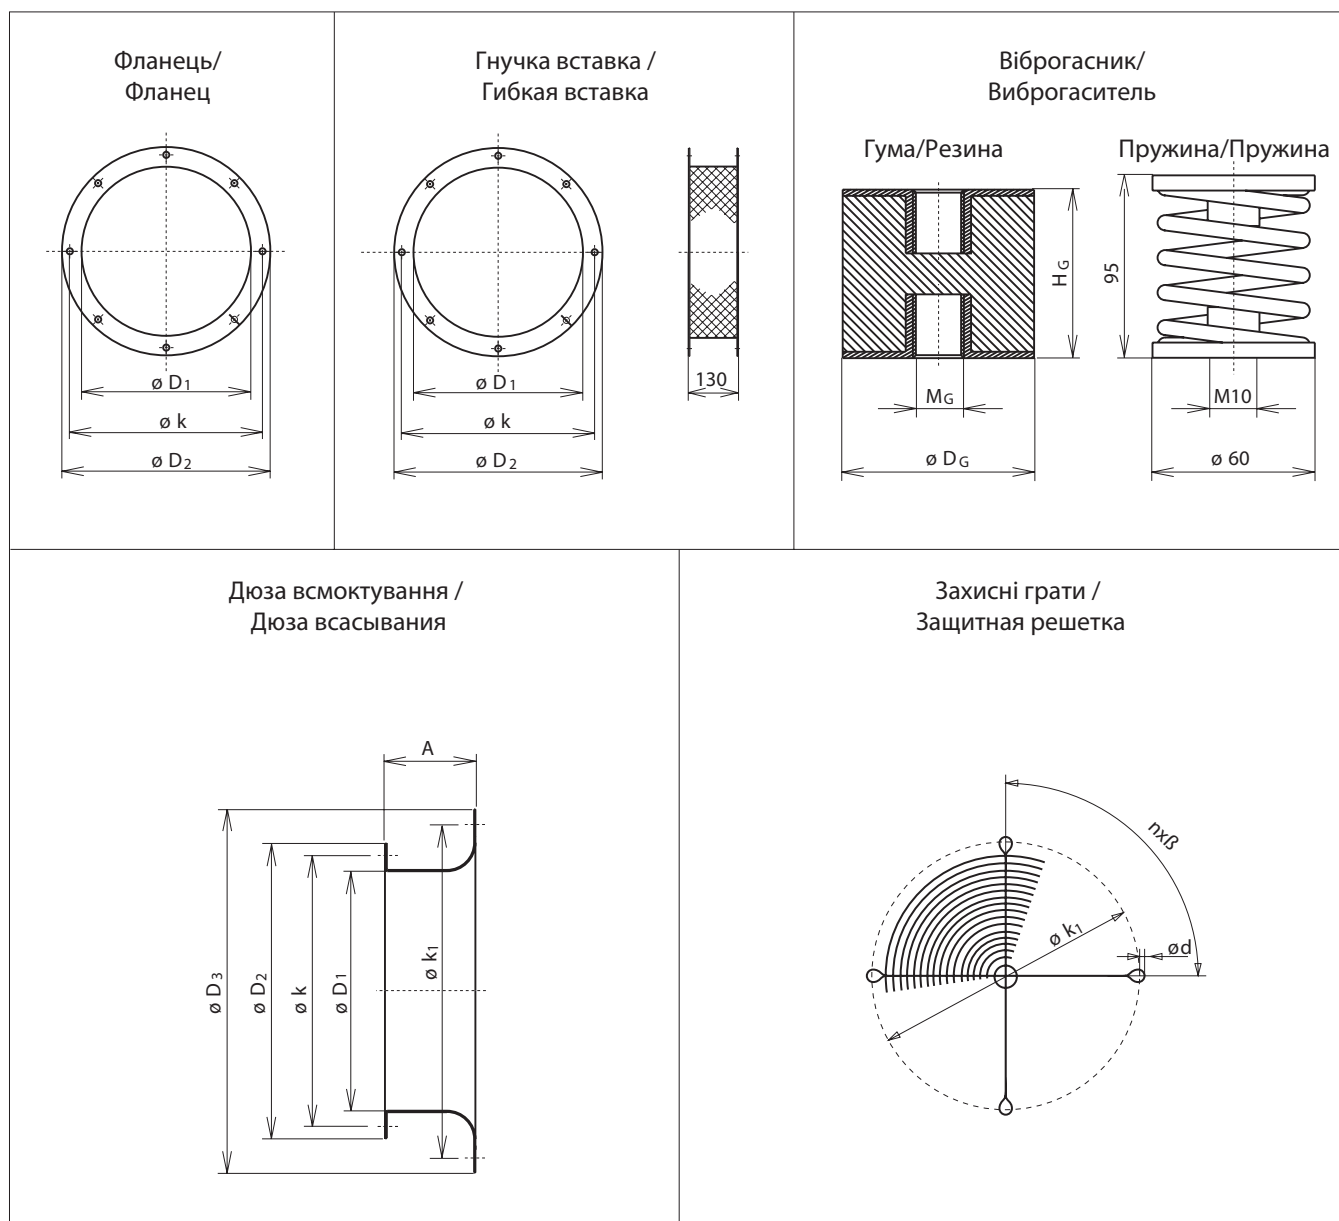 Фланець/
Фланец
ø D1
ø k
ø D2
Гнучка вставка /
Гибкая вставка
ø D1
ø k
ø D2
130
Віброгасник/
Виброгаситель
Гума/Резина
Пружина/Пружина
HG
MG
ø DG
95
M10
ø 60
Дюза всмоктування /
Дюза всасывания
A
ø D3
ø D2
ø k
ø D1
ø k1
Захисні грати /
Защитная решетка
nxß
ø k1
ød